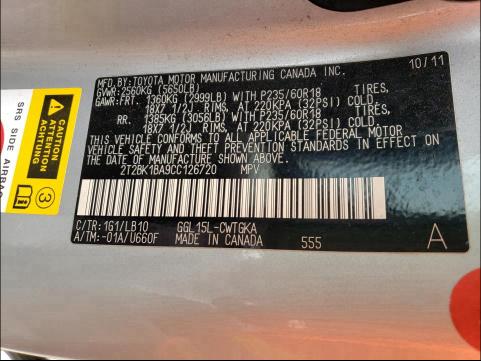 MFD.BY:TOYOTA MOTOR MANUFACTURING CANADA INC. 10/11
GVWR:2560KG (5650LB)
GAWR:FRT. 1360KG (2999LB) WITH P235/60R18 TIRES,
18X7 1/2J RIMS, AT 220KPA (32PSI) COLD.
RR. 1385KG (3056LB) WITH P235/60R18 TIRES,
18X7 1/2J RIMS, AT 220KPA (32PSI) COLD.
THIS VEHICLE CONFORMS TO ALL APPLICABLE FEDERAL MOTOR
VEHICLE SAFETY AND THEFT PREVENTION STANDARDS IN EFFECT ON
THE DATE OF MANUFACTURE SHOWN ABOVE.
2T2BK1BA9CC126720 MPV
C/TR:1G1/LB10 GGL15L-CWTGKA
A/TM:-01A/U660F MADE IN CANADA 555 A
CAUTION
ACHTUNG
ATTENTION
3
SRS SIDE AIRBAG